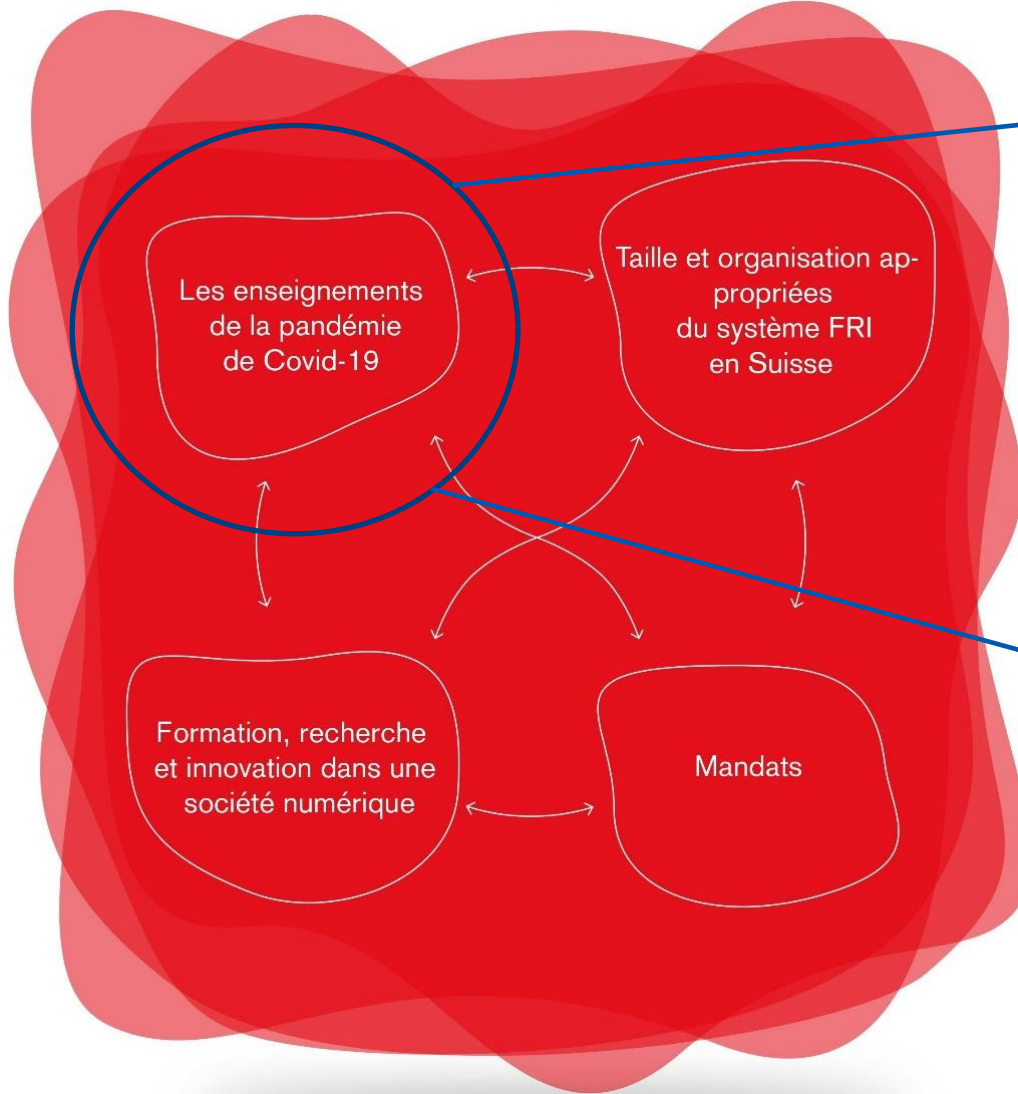 Les enseignements
de la pandémie
de Covid-19
Taille et organisation ap-
propriées
du système FRI
en Suisse
Formation, recherche
et innovation dans une
société numérique
Mandats